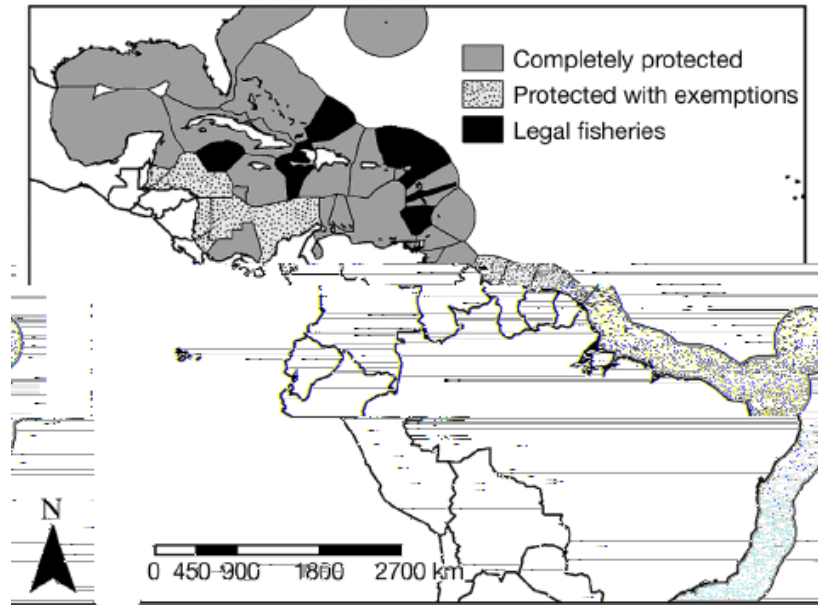 Completely protected
Protected with exemptions
Legal fisheries
N
0 450 900 1800 2700 km